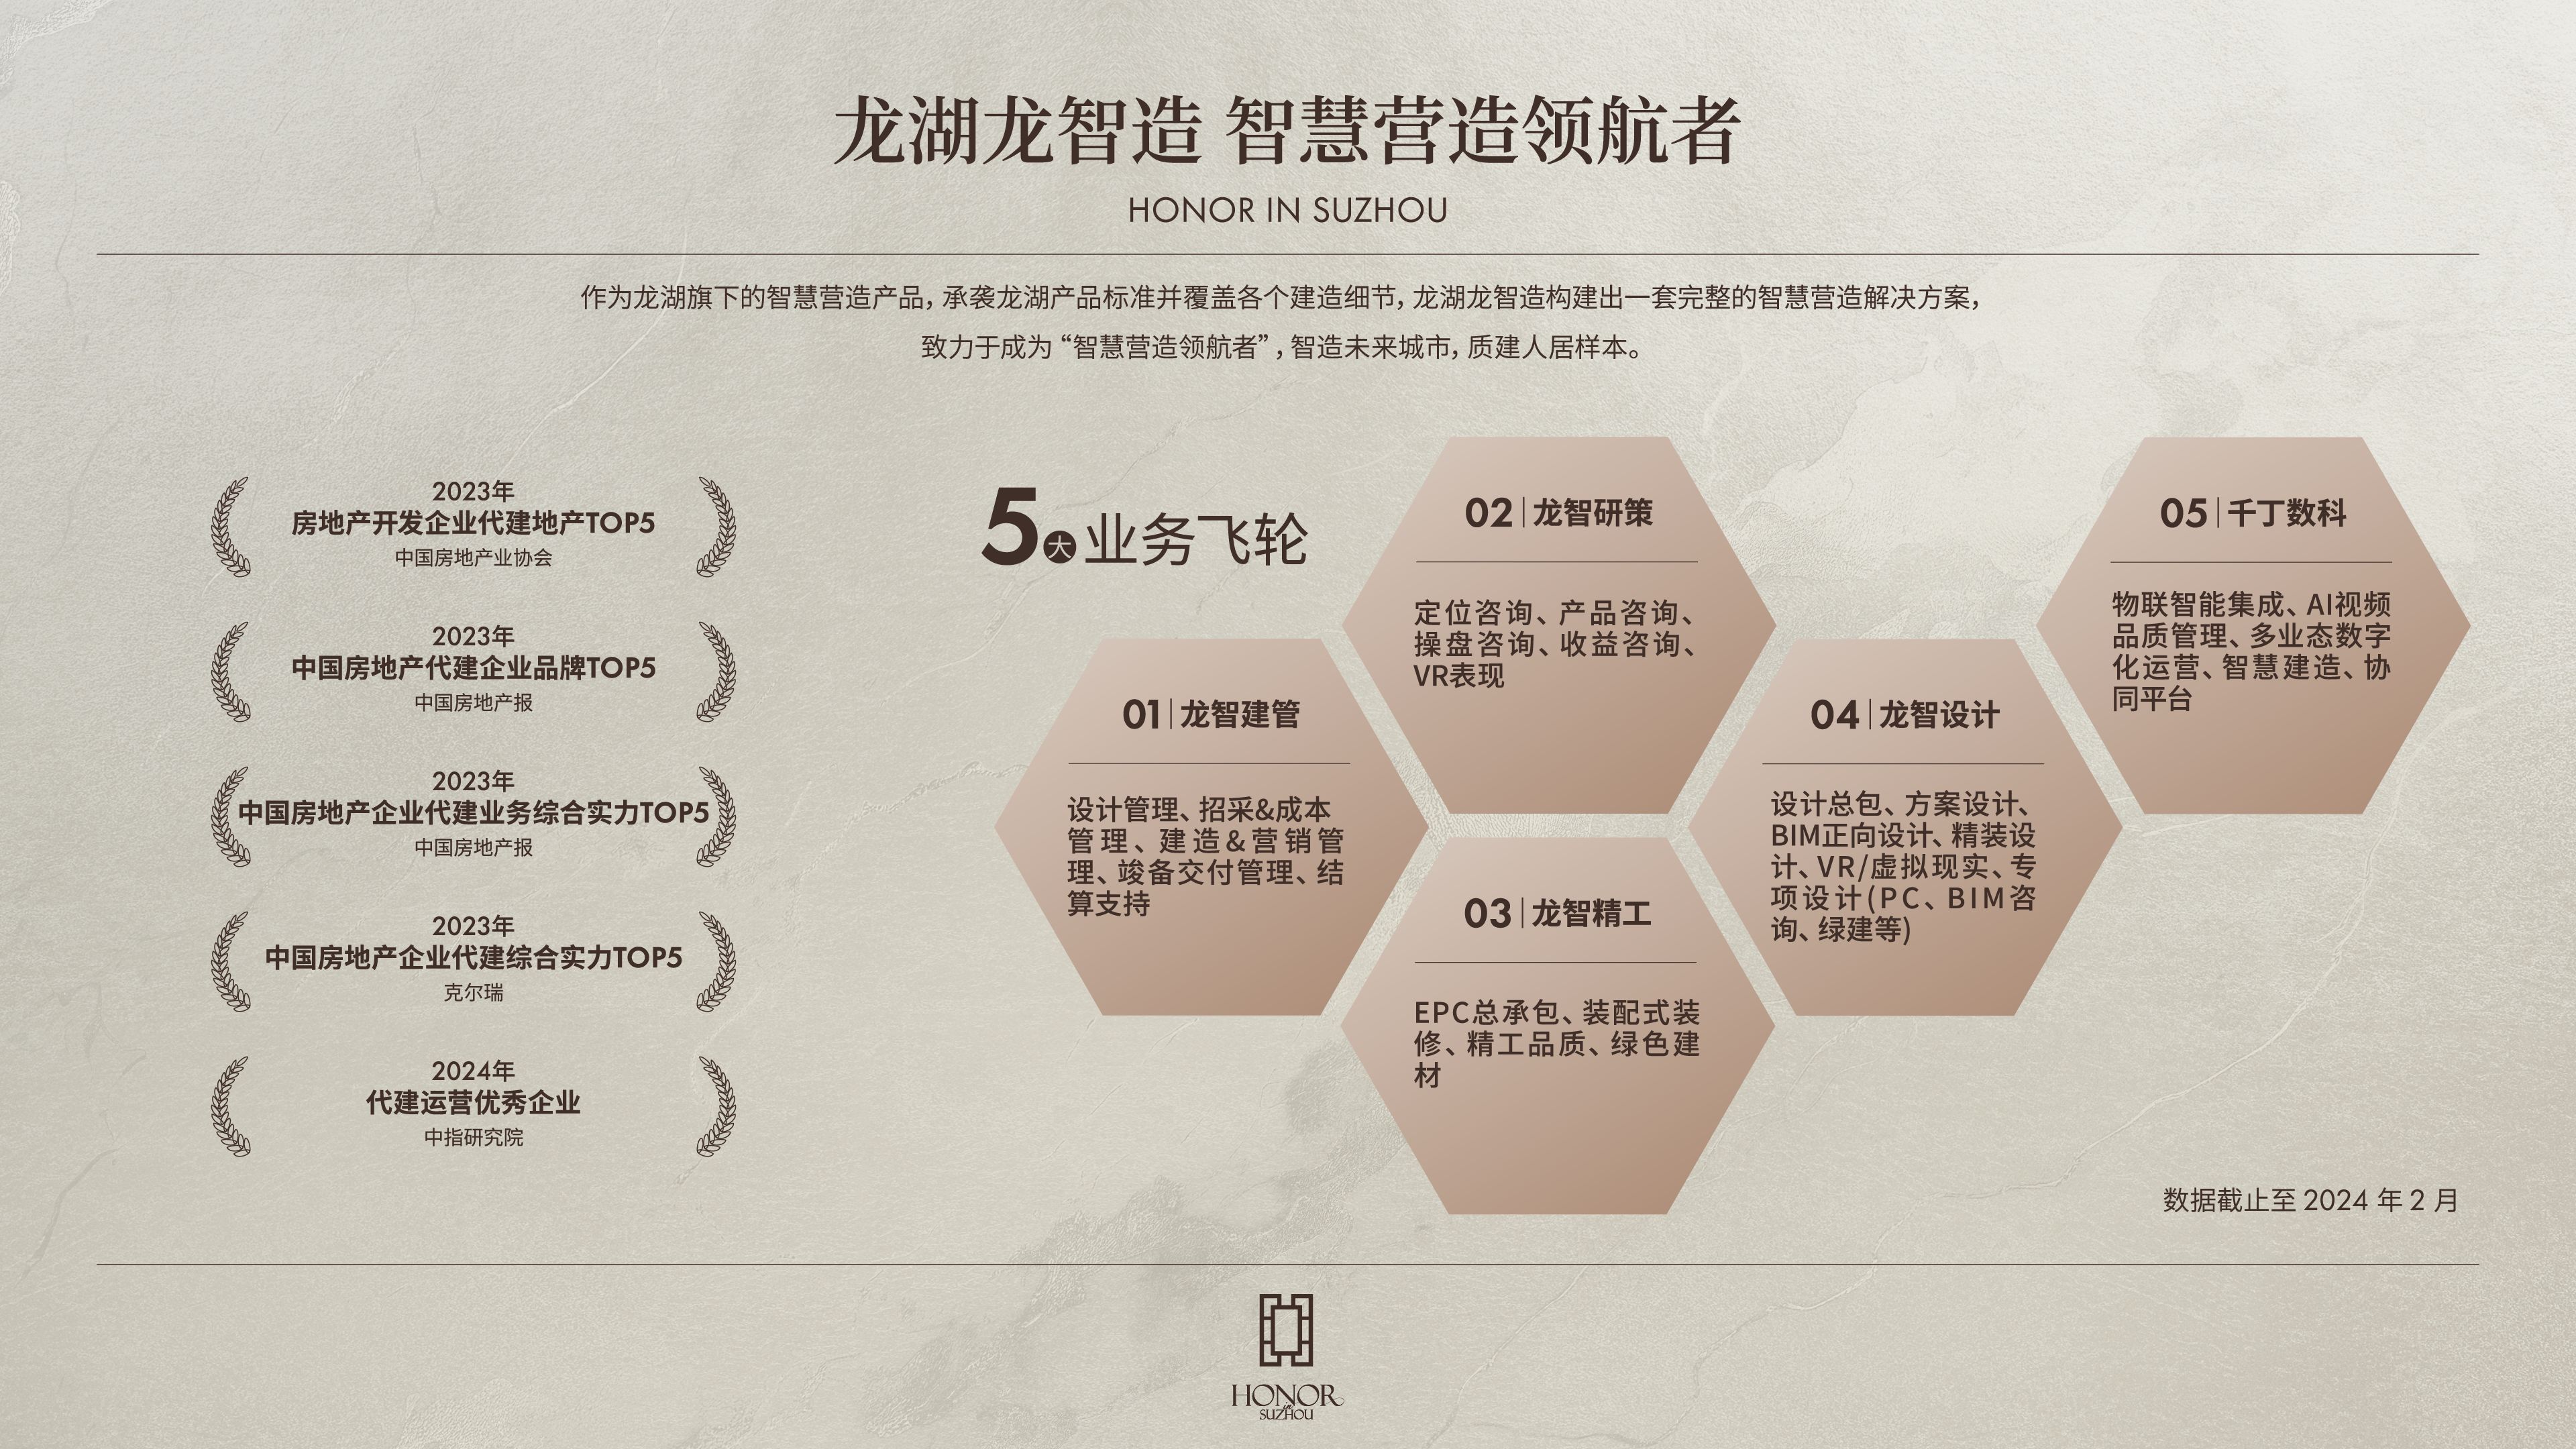 龙湖龙智造 智慧营造领航者
HONOR IN SUZHOU
作为龙湖旗下的智慧营造产品，承袭龙湖产品标准并覆盖各个建造细节，龙湖龙智造构建出一套完整的智慧营造解决方案，
致力于成为“智慧营造领航者”，智造未来城市，质建人居样本。
2023年
房地产开发企业代建地产TOP5
中国房地产业协会
2023年
中国房地产代建企业品牌TOP5
中国房地产报
2023年
中国房地产企业代建业务综合实力TOP5
中国房地产报
2023年
中国房地产企业代建综合实力TOP5
克尔瑞
2024年
代建运营优秀企业
中指研究院
5大业务飞轮
01|龙智建管
设计管理、招采&成本
管理、建造&营销管
理、竣备交付管理、结
算支持
02|龙智研策
定位咨询、产品咨询、
操盘咨询、收益咨询、
VR表现
03|龙智精工
EPC总承包、装配式装
修、精工品质、绿色建
材
04|龙智设计
设计总包、方案设计、
BIM正向设计、精装设
计、VR/虚拟现实、专
项设计(PC、BIM咨
询、绿建等)
05|千丁数科
物联智能集成、AI视频
品质管理、多业态数字
化运营、智慧建造、协
同平台
数据截止至 2024 年 2 月
HONOR
in
SUZHOU